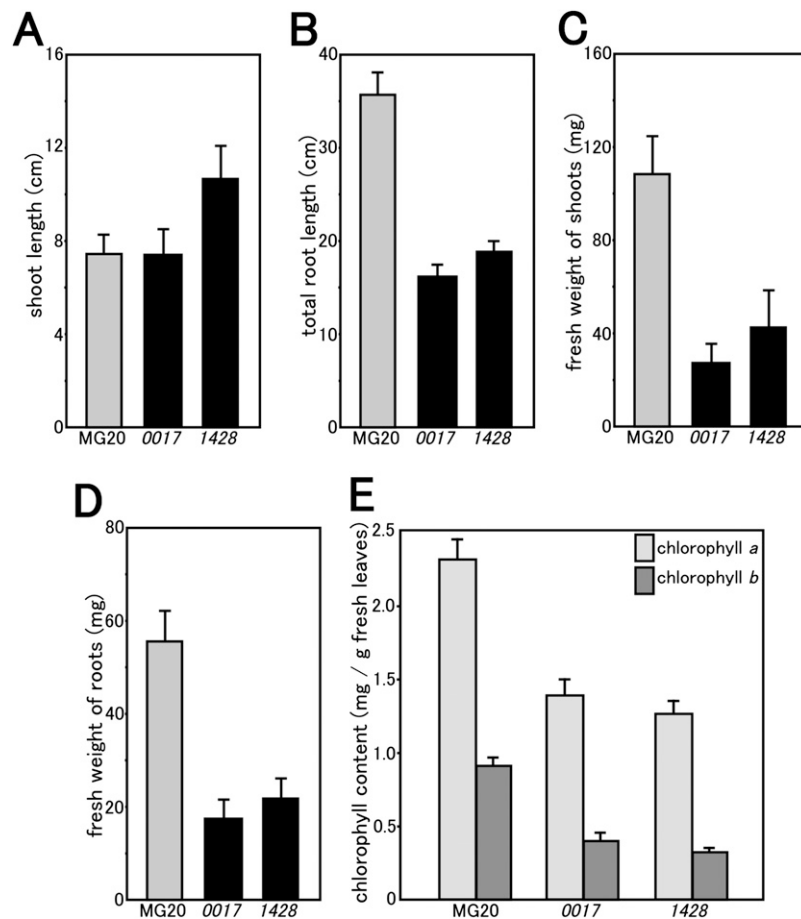 A
shoot length (cm)
16
12
8
4
0
MG20 0017 1428
B
total root length (cm)
40
30
20
10
0
MG20 0017 1428
C
fresh weight of shoots (mg)
160
120
80
40
0
MG20 0017 1428
D
fresh weight of roots (mg)
80
60
40
20
0
MG20 0017 1428
E
chlorophyll content (mg / g fresh leaves)
2.5
2.0
1.5
1.0
0.5
0
chlorophyll a
chlorophyll b
MG20 0017 1428